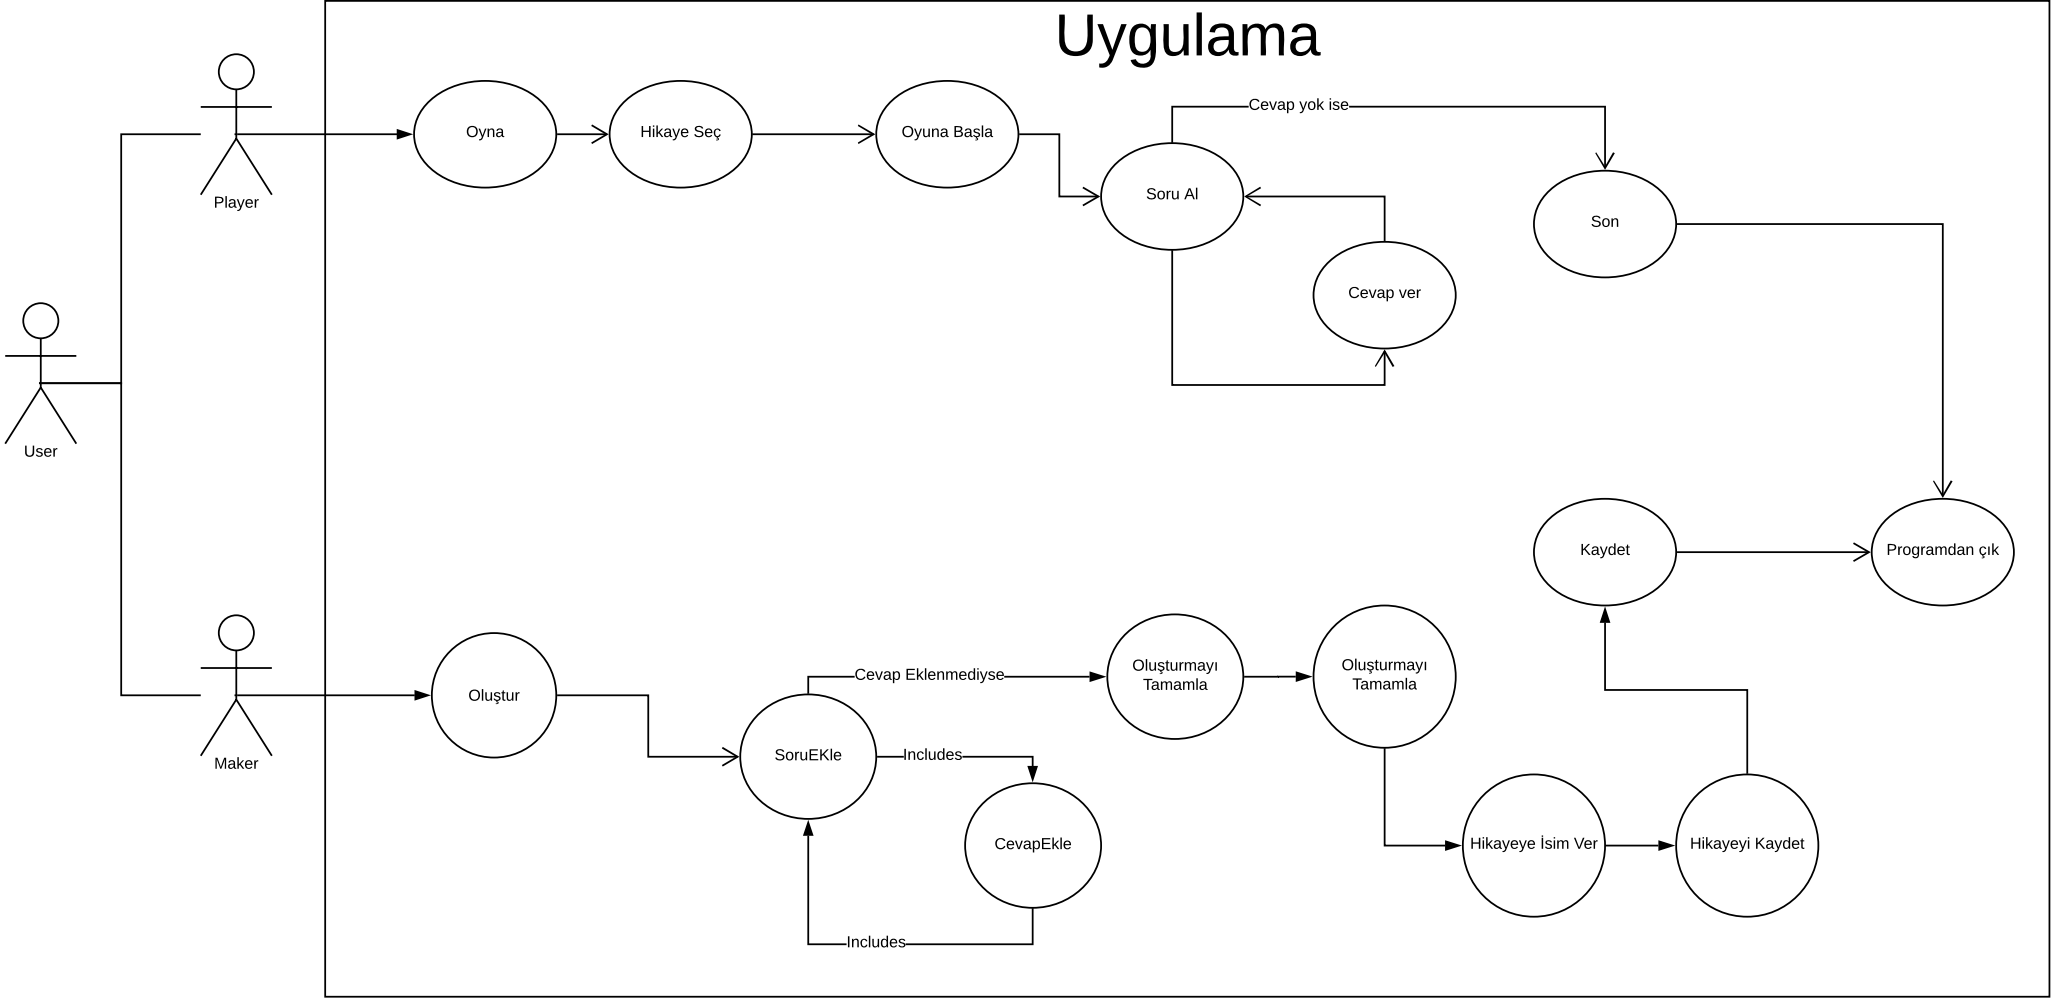 Uygulama
Player
Oyna
Hikaye Seç
Oyuna Başla
Soru Al
Cevap yok ise
Cevap ver
Son
User
Maker
Oluştur
SoruEKle
Cevap Eklenmediyse
Includes
CevapEkle
Includes
Oluşturmayı
Tamamla
Oluşturmayı
Tamamla
Hikayeye İsim Ver
Hikayeyi Kaydet
Kaydet
Programdan çık